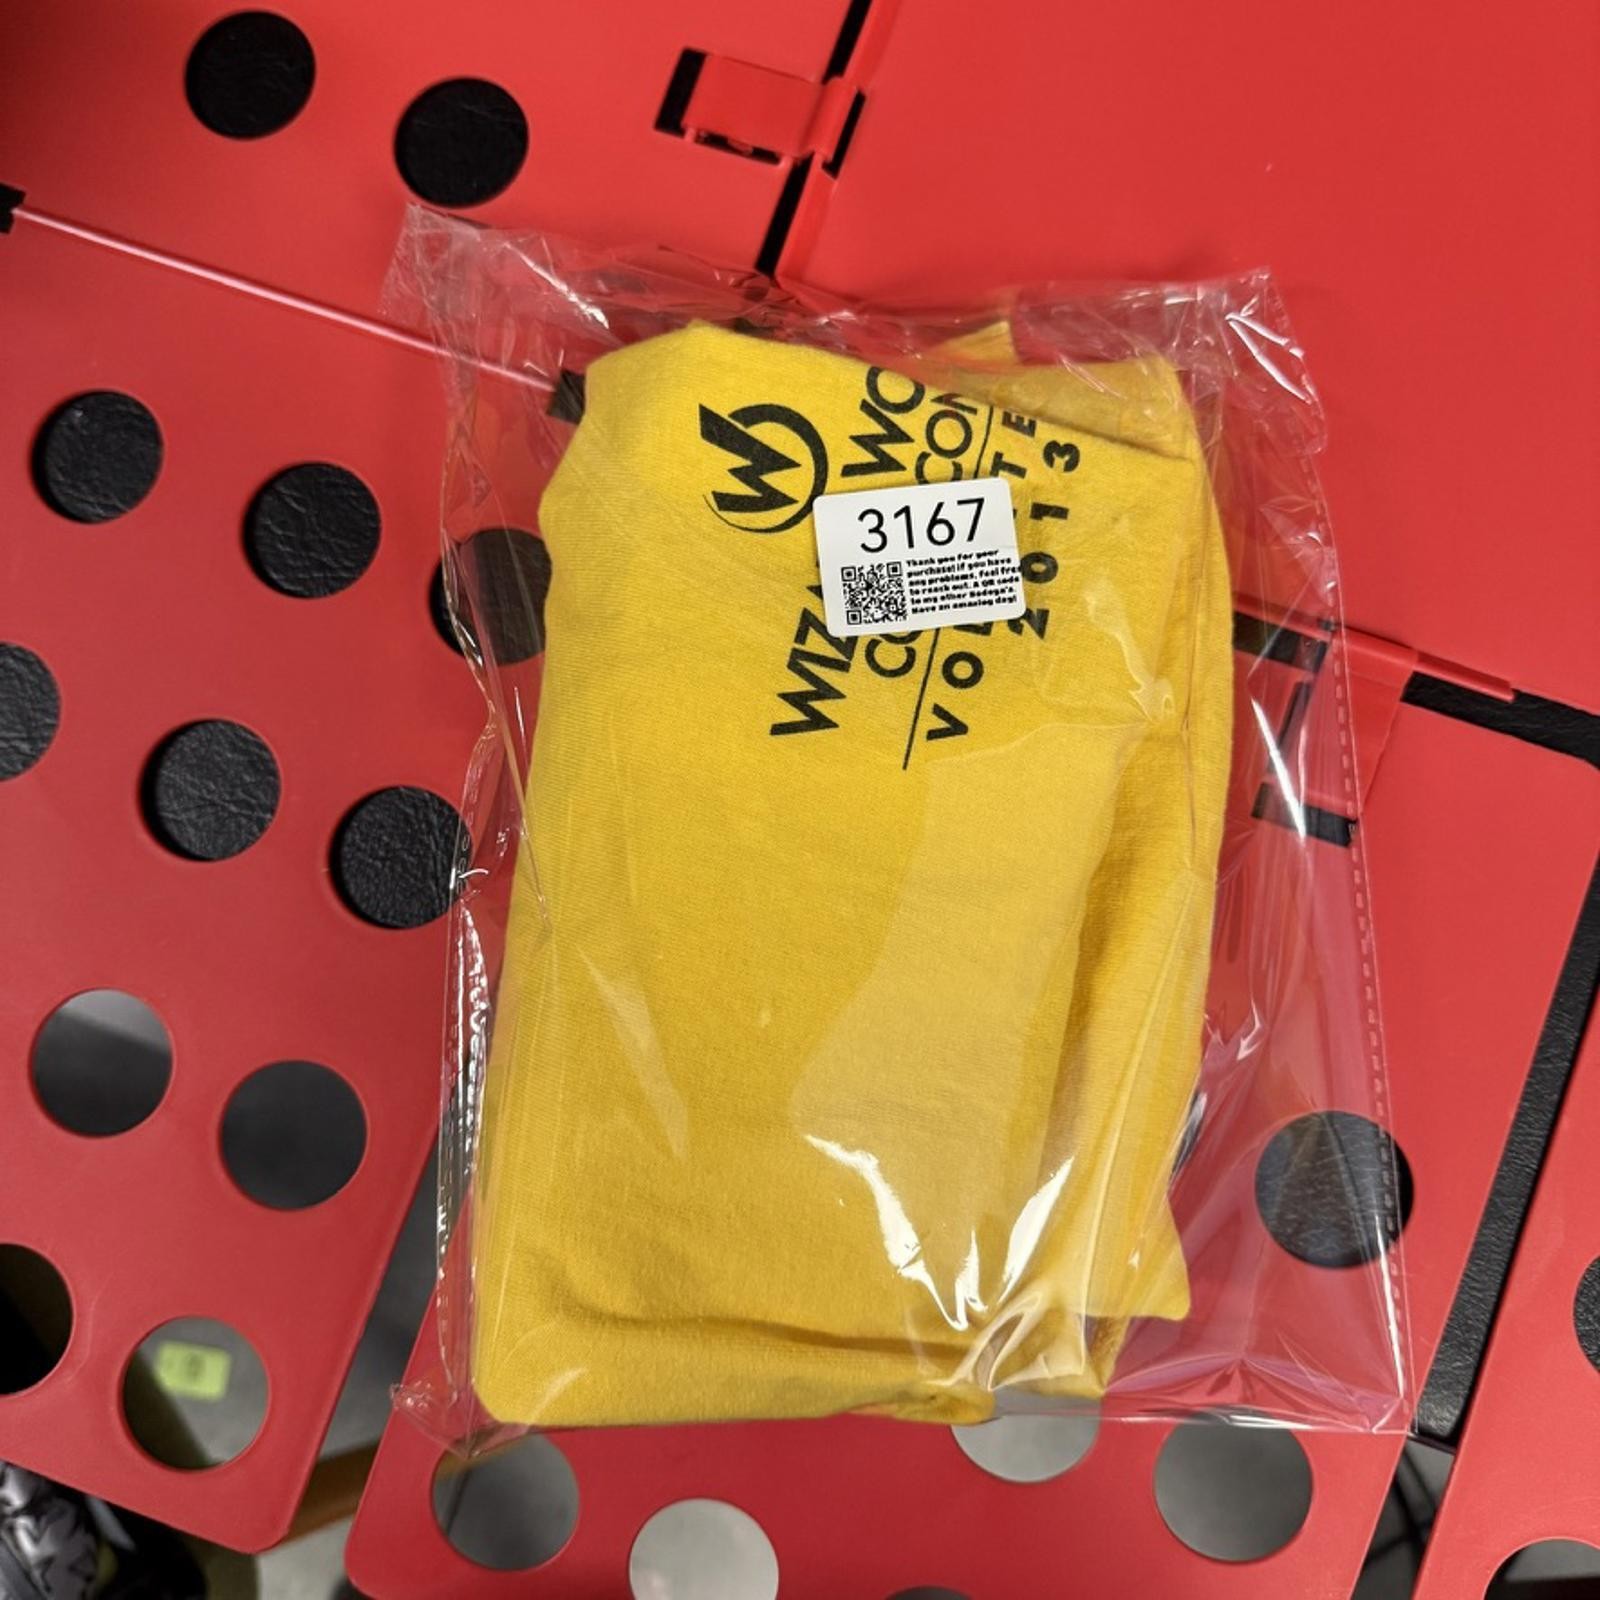 W
WIZ WO
CO CON
VO TE
2013
3167
Thank you for your
purchase! if you have
any problems, feel free
to reach out. A QR code
to my other Bodega's.
Have an amazing day!